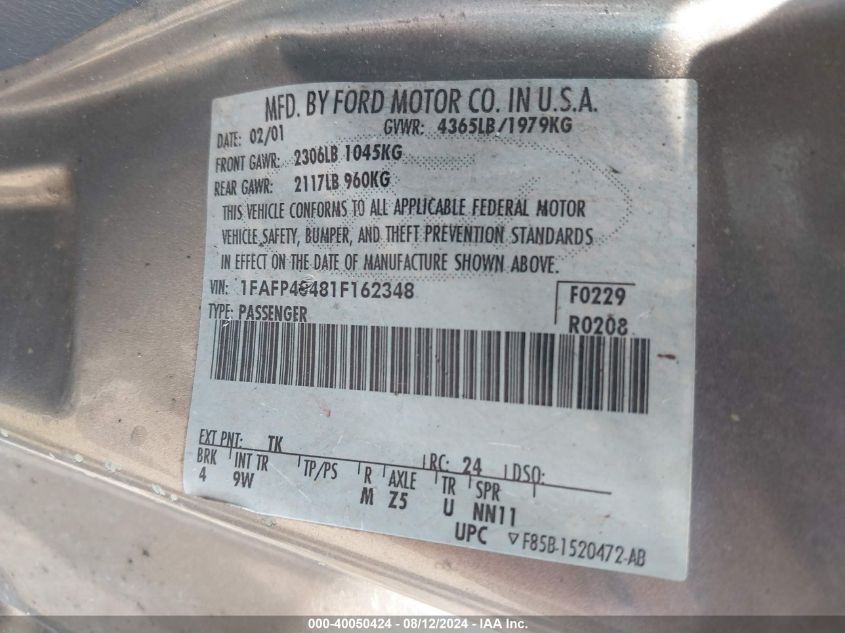 MFD. BY FORD MOTOR CO. IN U.S.A.
DATE: 02/01 GVWR: 4365LB/1979KG
FRONT GAWR: 2306LB 1045KG
REAR GAWR: 2117LB 960KG
THIS VEHICLE CONFORMS TO ALL APPLICABLE FEDERAL MOTOR
VEHICLE SAFETY, BUMPER, AND THEFT PREVENTION STANDARDS
IN EFFECT ON THE DATE OF MANUFACTURE SHOWN ABOVE.
VIN: 1FAFP48481F162348 F0229
TYPE: PASSENGER R0208
EXT PNT: TK RC: 24 DSO:
BRK INT TR TP/PS R AXLE TR SPR
4 9W M Z5 U NN11
UPC ▽F85B-1520472-AB
000-40050424 - 08/12/2024 - IAAI.com